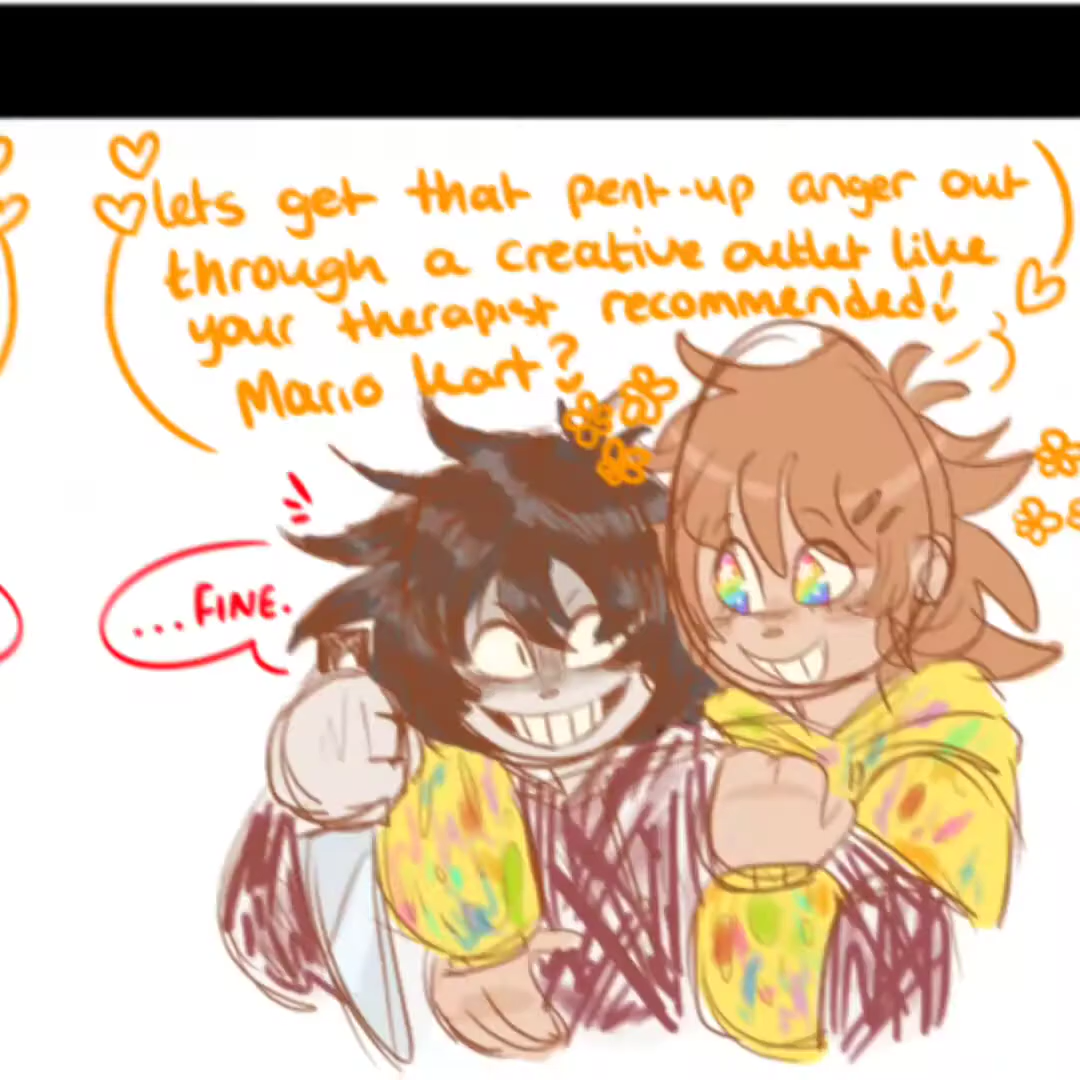 lets get that pent-up anger out
through a creative outlet like
your therapist recommended!
Mario Kart?
...FINE.